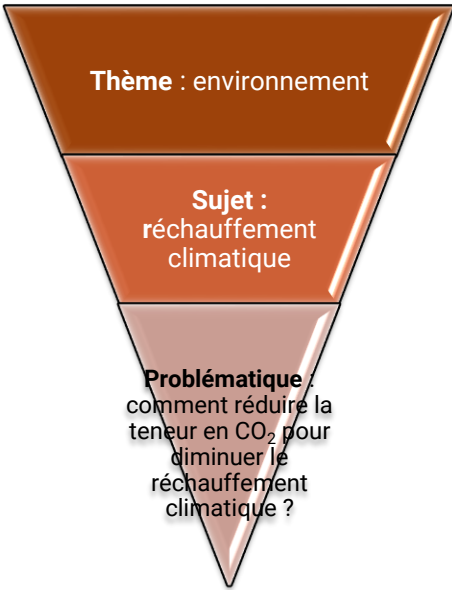 Thème : environnement
Sujet :
réchauffement
climatique
Problématique :
comment réduire la
teneur en CO₂ pour
diminuer le
réchauffement
climatique ?